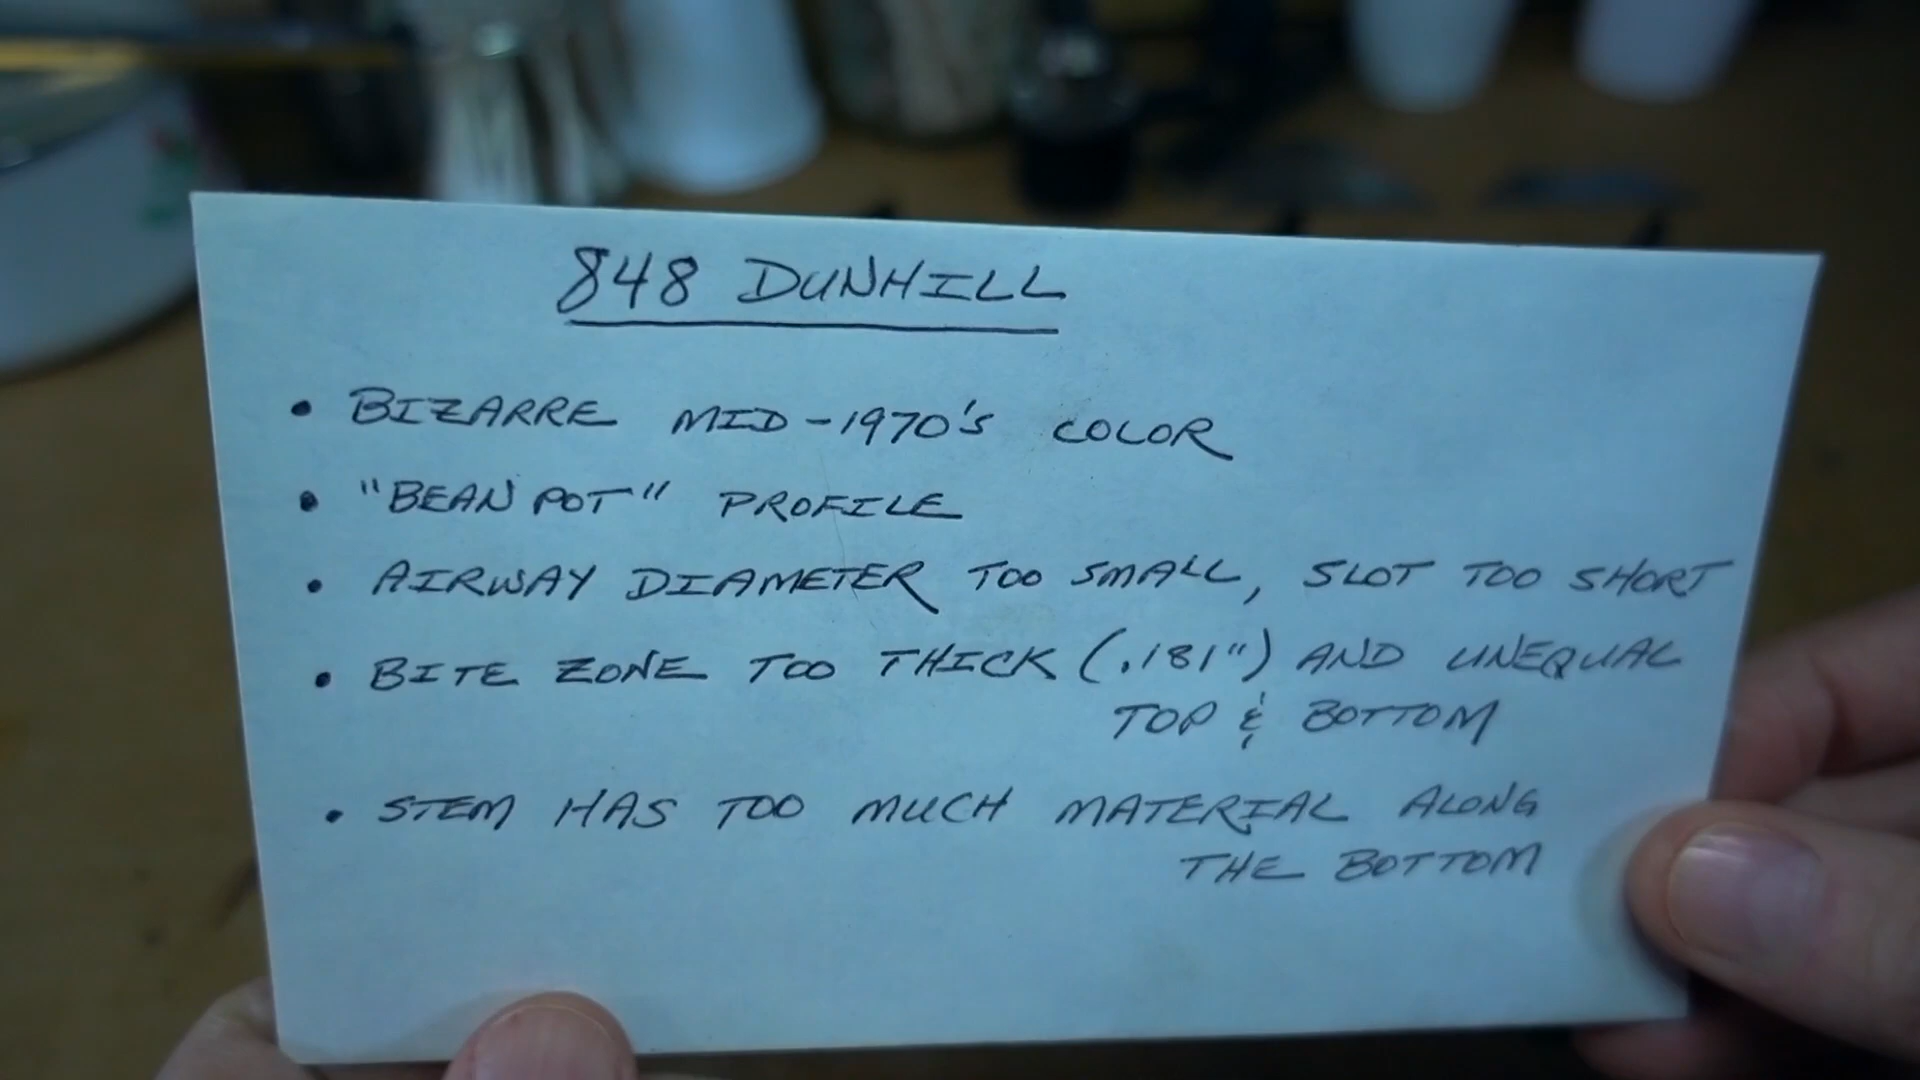 848 DUNHILL
• BIZARRE MID-1970's COLOR
• "BEAN POT" PROFILE
• AIRWAY DIAMETER TOO SMALL, SLOT TOO SHORT
• BITE ZONE TOO THICK (.181") AND UNEQUAL
TOP & BOTTOM
• STEM HAS TOO MUCH MATERIAL ALONG
THE BOTTOM